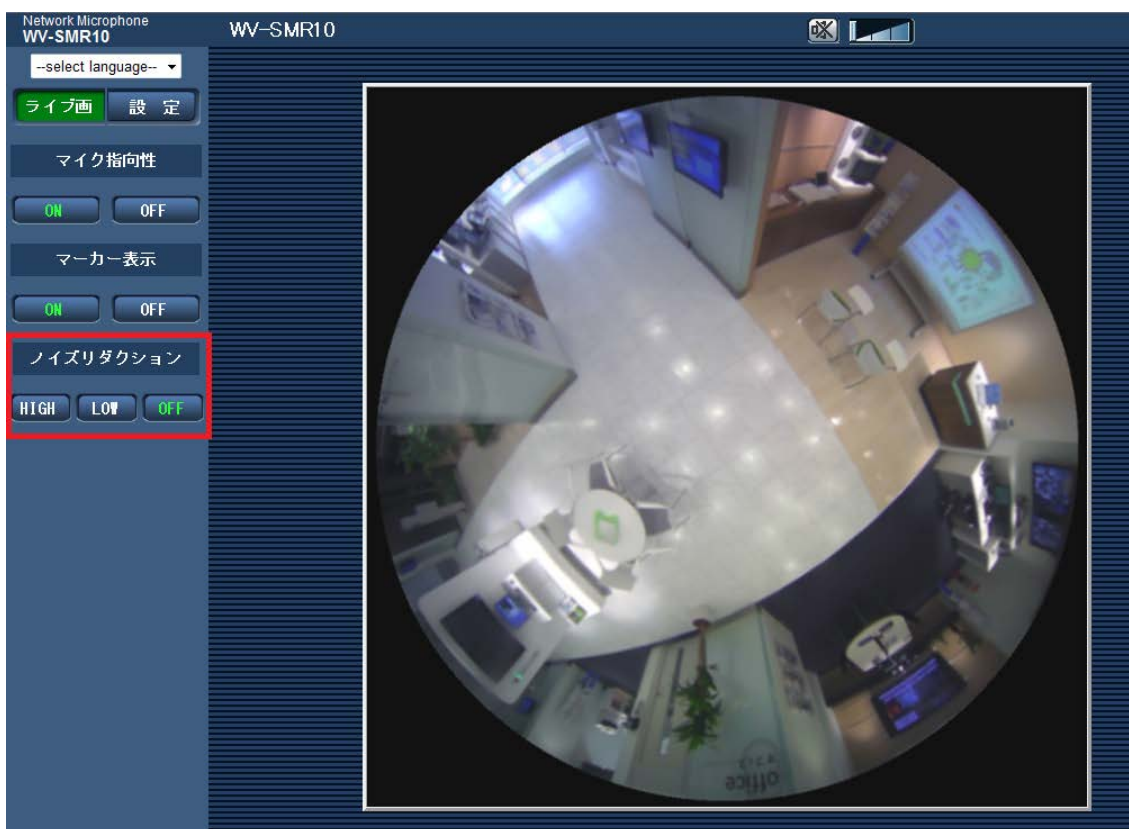 Network Microphone
WV-SMR10
WV-SMR10
--select language--
ライブ画 設 定
マイク指向性
ON OFF
マーカー表示
ON OFF
ノイズリダクション
HIGH LOW OFF
office